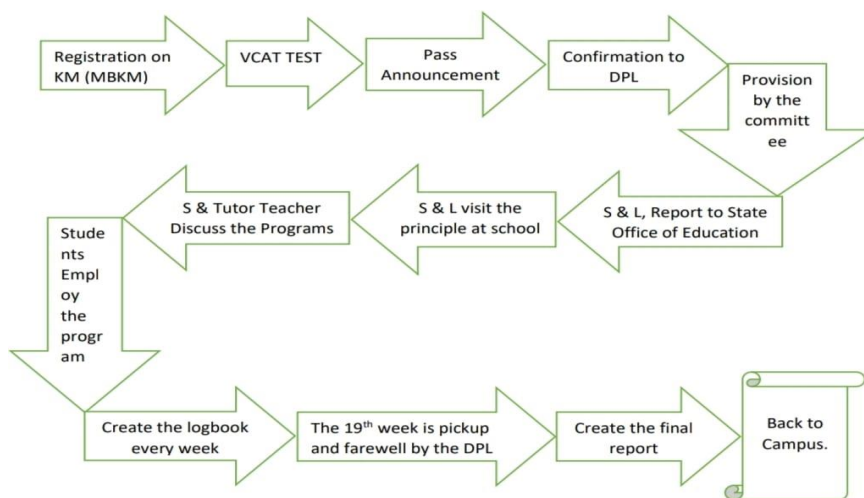 Registration on
KM (MBKM)
VCAT TEST
Pass
Announcement
Confirmation to
DPL
Provision
by the
committ
ee
S & L, Report to State
Office of Education
S & L visit the
principle at school
S & Tutor Teacher
Discuss the Programs
Stude
nts
Empl
oy
the
progr
am
Create the logbook
every week
The 19th week is pickup
and farewell by the DPL
Create the final
report
Back to
Campus.